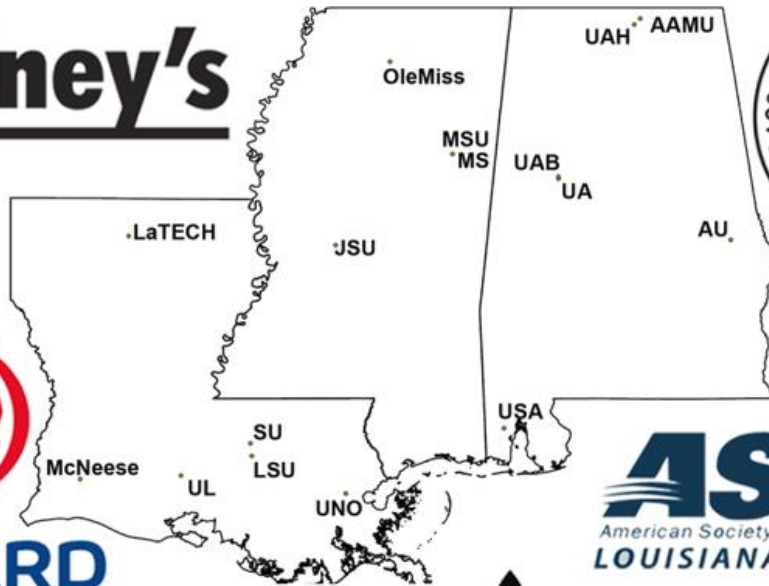 ney's
UAH
AAMU
OleMiss
MSU
MS
UAB
UA
LaTECH
AU
JSU
USA
SU
McNeese
LSU
UL
UNO
AS
American Society
LOUISIANA
RD